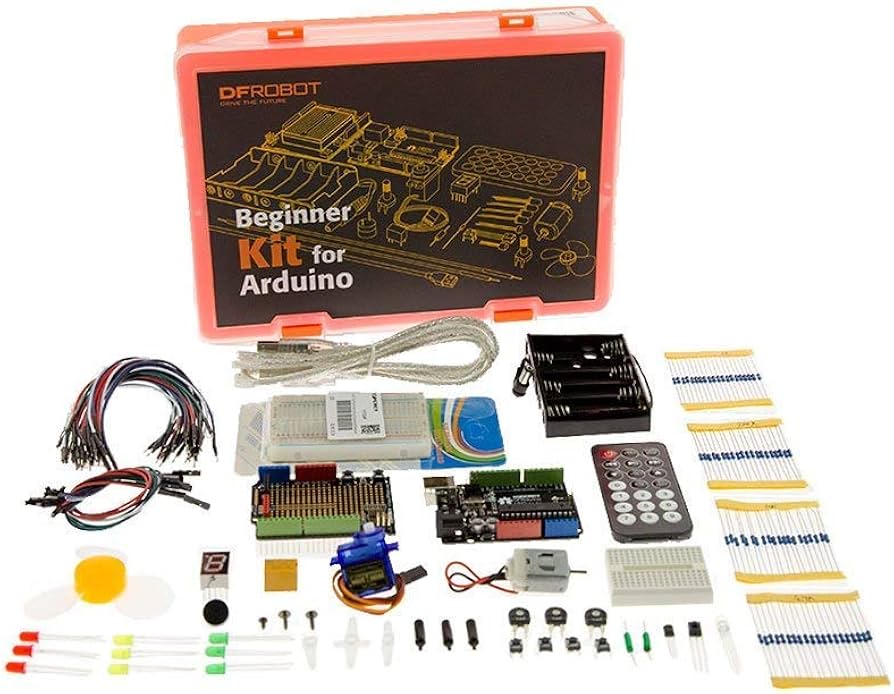 DFROBOT
DRIVE THE FUTURE
Beginner
Kit for
Arduino